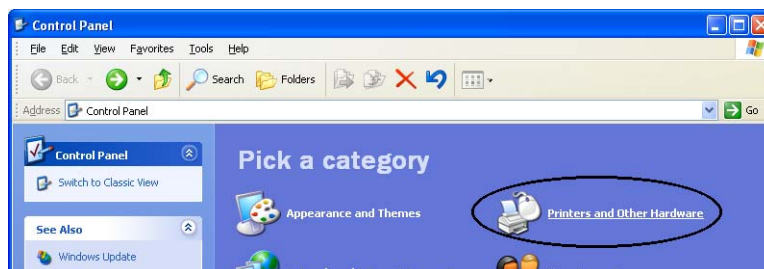 Control Panel
File Edit View Favorites Tools Help
Back Search Folders
Address Control Panel Go
Control Panel
Switch to Classic View
See Also
Windows Update
Pick a category
Appearance and Themes
Printers and Other Hardware